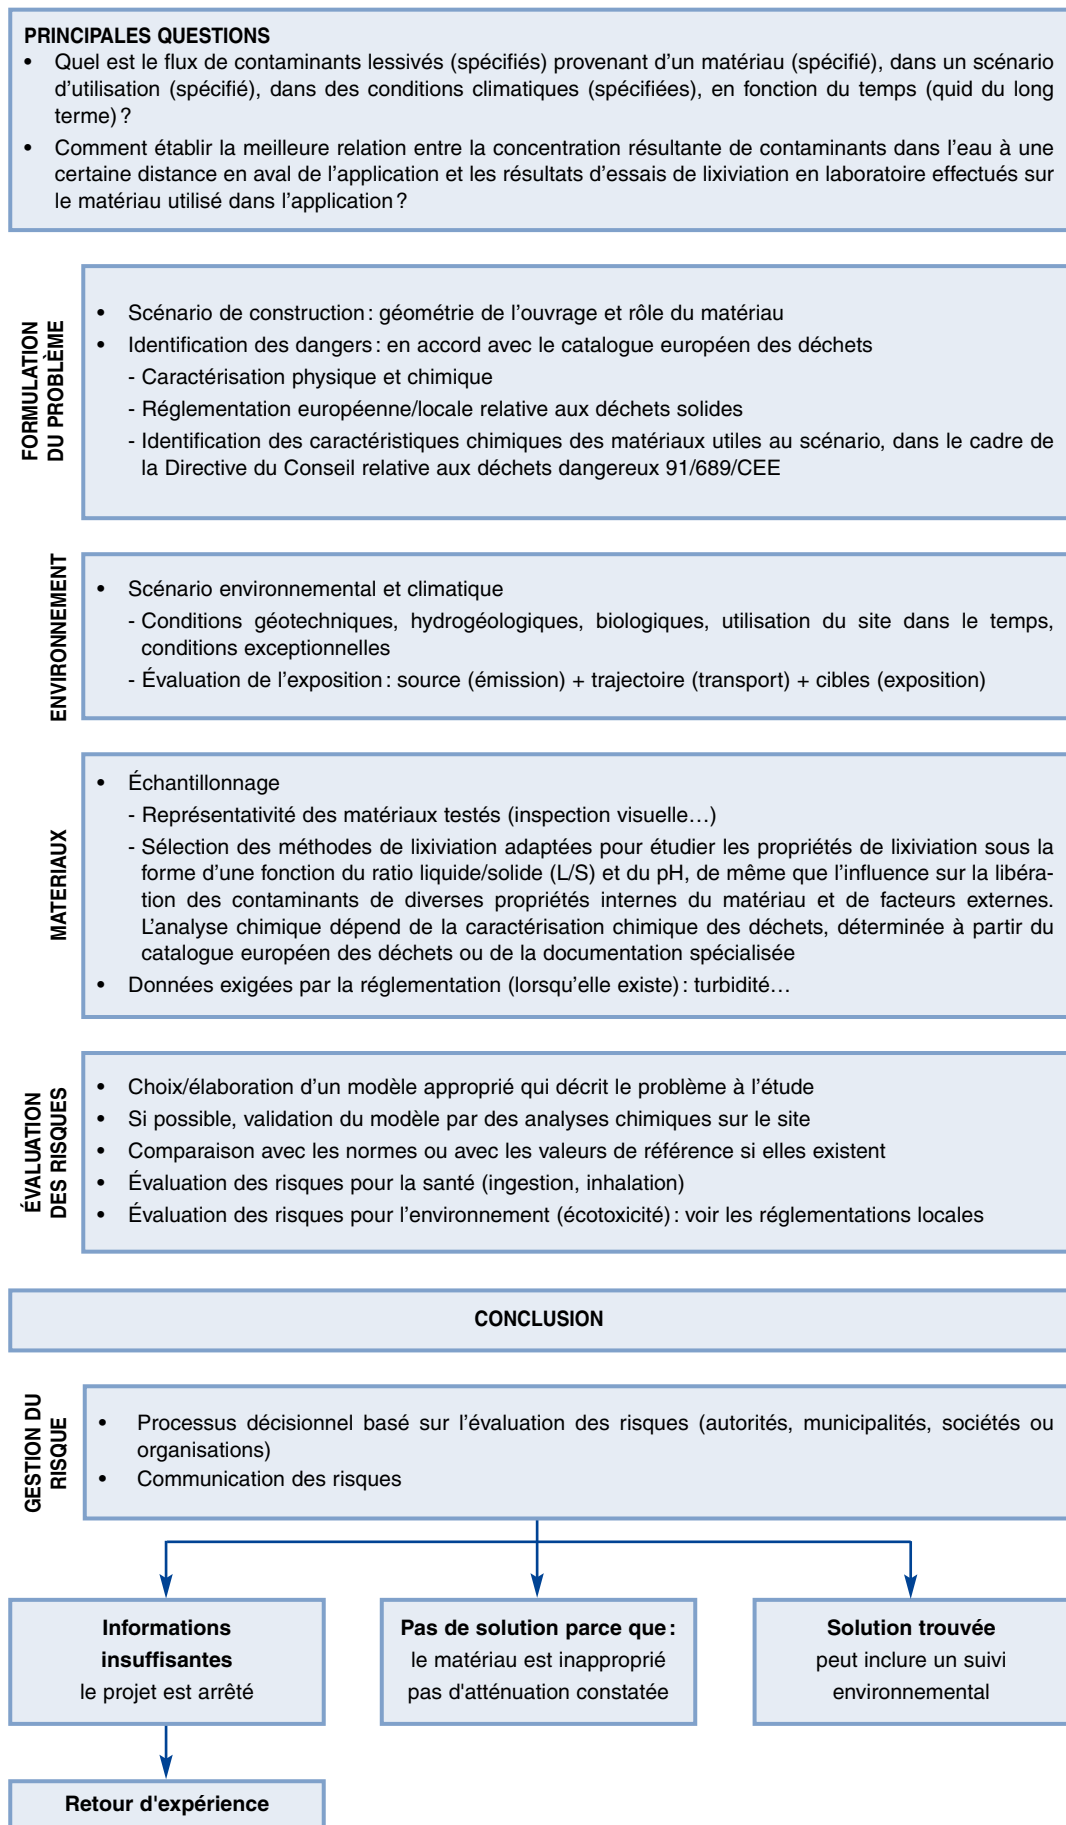 PRINCIPALES QUESTIONS
• Quel est le flux de contaminants lessivés (spécifiés) provenant d’un matériau (spécifié), dans un scénario
d’utilisation (spécifié), dans des conditions climatiques (spécifiées), en fonction du temps (quid du long
terme) ?
• Comment établir la meilleure relation entre la concentration résultante de contaminants dans l’eau à une
certaine distance en aval de l’application et les résultats d’essais de lixiviation en laboratoire effectués sur
le matériau utilisé dans l’application ?
FORMULATION
DU PROBLÈME
• Scénario de construction : géométrie de l’ouvrage et rôle du matériau
• Identification des dangers : en accord avec le catalogue européen des déchets
- Caractérisation physique et chimique
- Réglementation européenne/locale relative aux déchets solides
- Identification des caractéristiques chimiques des matériaux utiles au scénario, dans le cadre de
la Directive du Conseil relative aux déchets dangereux 91/689/CEE
ENVIRONNEMENT
• Scénario environnemental et climatique
- Conditions géotechniques, hydrogéologiques, biologiques, utilisation du site dans le temps,
conditions exceptionnelles
- Évaluation de l’exposition : source (émission) + trajectoire (transport) + cibles (exposition)
MATERIAUX
• Échantillonnage
- Représentativité des matériaux testés (inspection visuelle…)
- Sélection des méthodes de lixiviation adaptées pour étudier les propriétés de lixiviation sous la
forme d’une fonction du ratio liquide/solide (L/S) et du pH, de même que l’influence sur la libéra-
tion des contaminants de diverses propriétés internes du matériau et de facteurs externes.
L’analyse chimique dépend de la caractérisation chimique des déchets, déterminée à partir du
catalogue européen des déchets ou de la documentation spécialisée
• Données exigées par la réglementation (lorsqu’elle existe) : turbidité…
ÉVALUATION
DES RISQUES
• Choix/élaboration d’un modèle approprié qui décrit le problème à l’étude
• Si possible, validation du modèle par des analyses chimiques sur le site
• Comparaison avec les normes ou avec les valeurs de référence si elles existent
• Évaluation des risques pour la santé (ingestion, inhalation)
• Évaluation des risques pour l’environnement (écotoxicité) : voir les réglementations locales
CONCLUSION
GESTION DU
RISQUE
• Processus décisionnel basé sur l’évaluation des risques (autorités, municipalités, sociétés ou
organisations)
• Communication des risques
Informations
insuffisantes
le projet est arrêté
Pas de solution parce que :
le matériau est inapproprié
pas d'atténuation constatée
Solution trouvée
peut inclure un suivi
environnemental
Retour d'expérience